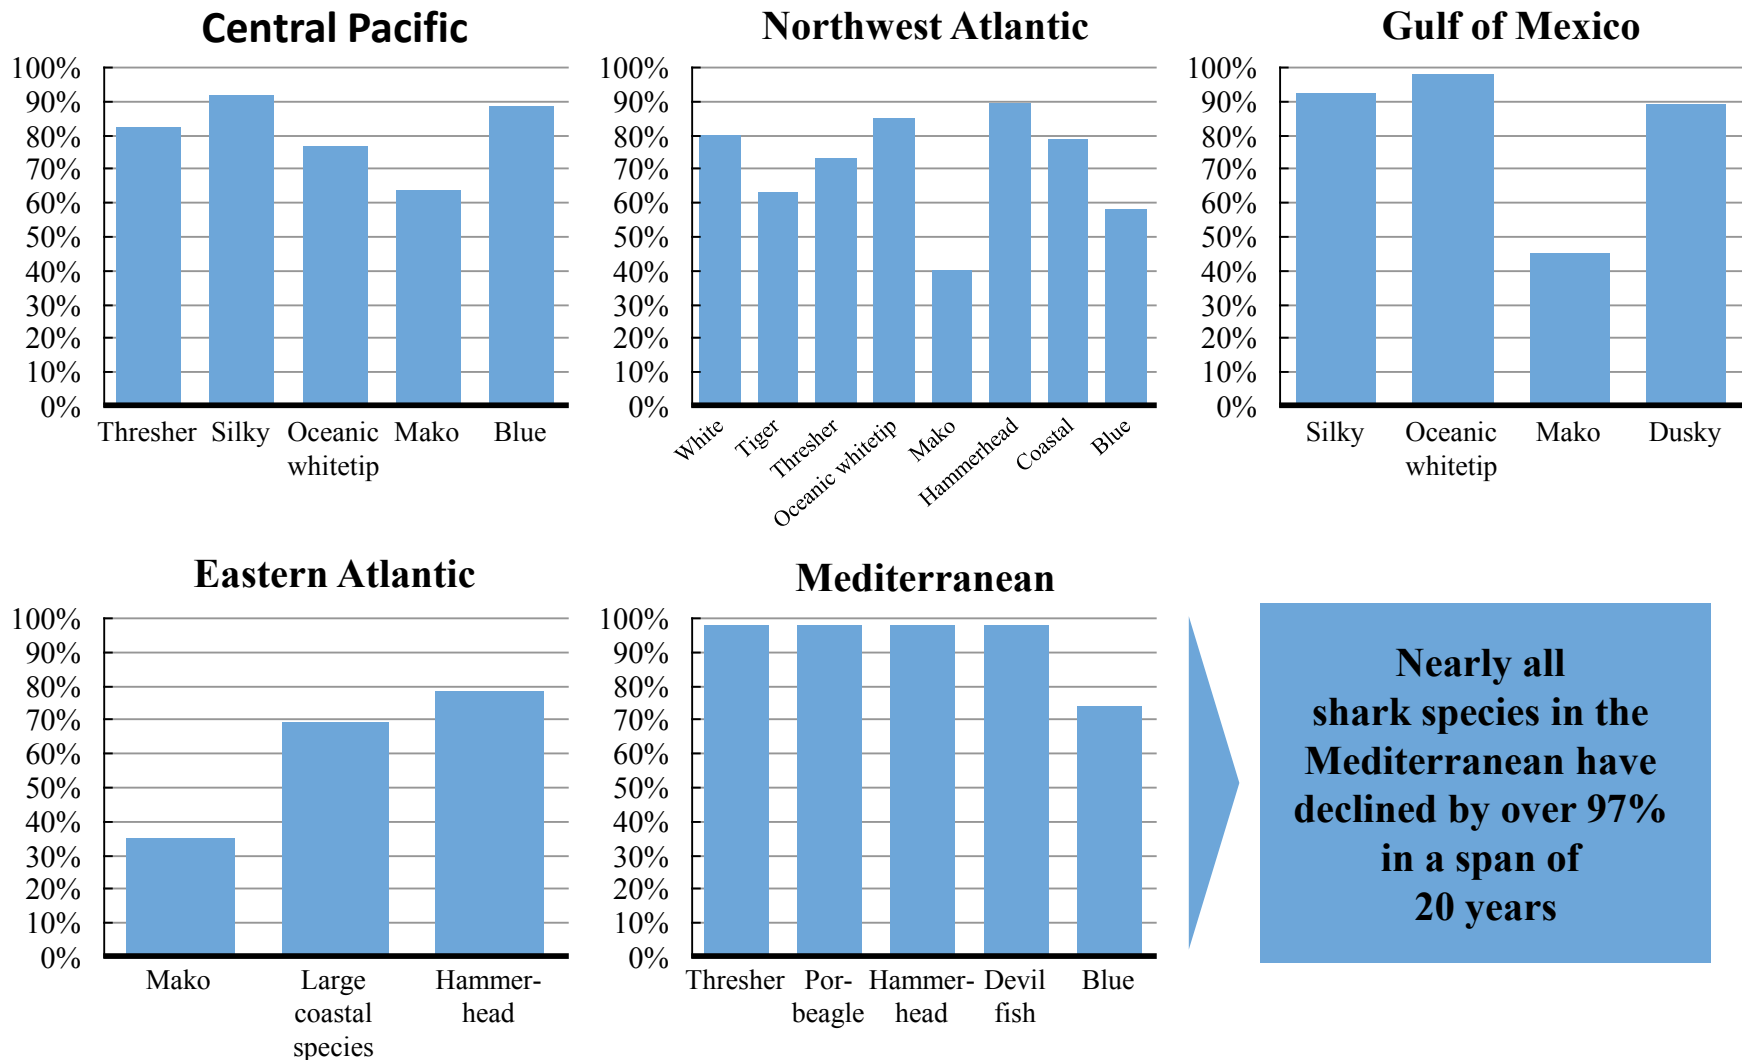 Central Pacific
100%
90%
80%
70%
60%
50%
40%
30%
20%
10%
0%
Thresher Silky Oceanic Mako Blue
whitetip
Northwest Atlantic
100%
90%
80%
70%
60%
50%
40%
30%
20%
10%
0%
White
Tiger
Thresher
Oceanic whitetip
Mako
Hammerhead
Coastal
Blue
Gulf of Mexico
100%
90%
80%
70%
60%
50%
40%
30%
20%
10%
0%
Silky Oceanic Mako Dusky
whitetip
Eastern Atlantic
100%
90%
80%
70%
60%
50%
40%
30%
20%
10%
0%
Mako Large Hammer-
coastal head
species
Mediterranean
100%
90%
80%
70%
60%
50%
40%
30%
20%
10%
0%
Thresher Por- Hammer- Devil Blue
beagle head fish
Nearly all
shark species in the
Mediterranean have
declined by over 97%
in a span of
20 years